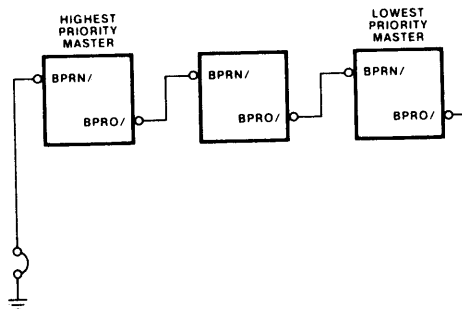 HIGHEST
PRIORITY
MASTER
LOWEST
PRIORITY
MASTER
BPRN/
BPRO/
BPRN/
BPRO/
BPRN/
BPRO/